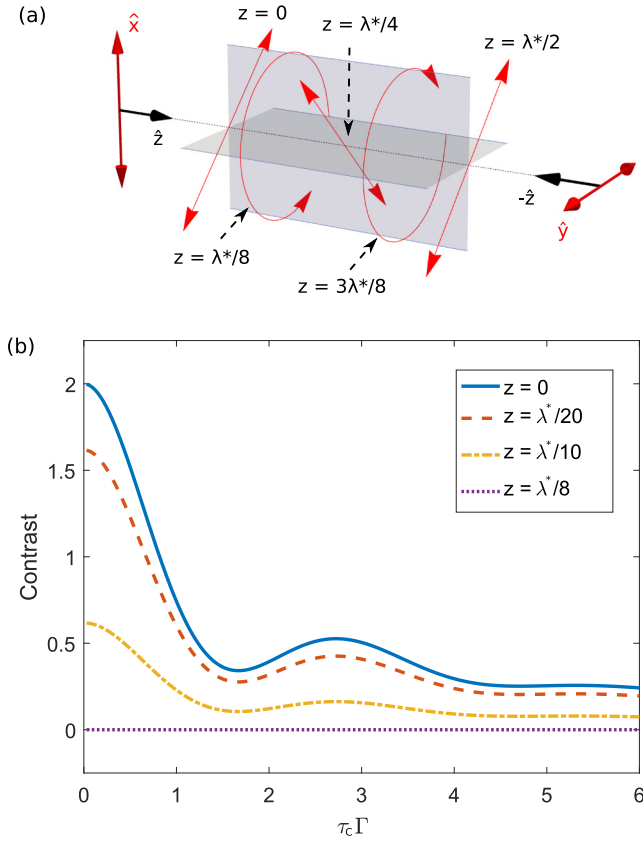 (a)
x̂
z = 0
z = λ*/4
z = λ*/2
ẑ
-ẑ
ŷ
z = λ*/8
z = 3λ*/8
(b)
Contrast
2
1.5
1
0.5
0
0 1 2 3 4 5 6
τcΓ
z = 0
z = λ*/20
z = λ*/10
z = λ*/8